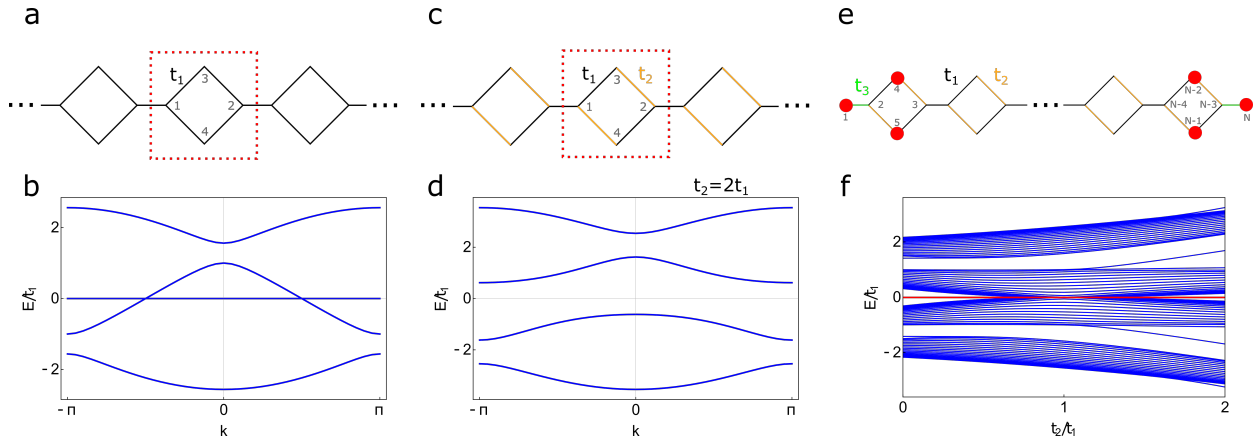 a
t₁
1
2
3
4
c
t₁
t₂
1
2
3
4
e
t₃
t₁
t₂
1
2
3
4
5
N-2
N-4
N-3
N-1
N
b
E/t₁
2
0
-2
-π
0
π
k
d
t₂=2t₁
E/t₁
2
0
-2
-π
0
π
k
f
E/t₁
2
0
-2
0
1
2
t₂/t₁